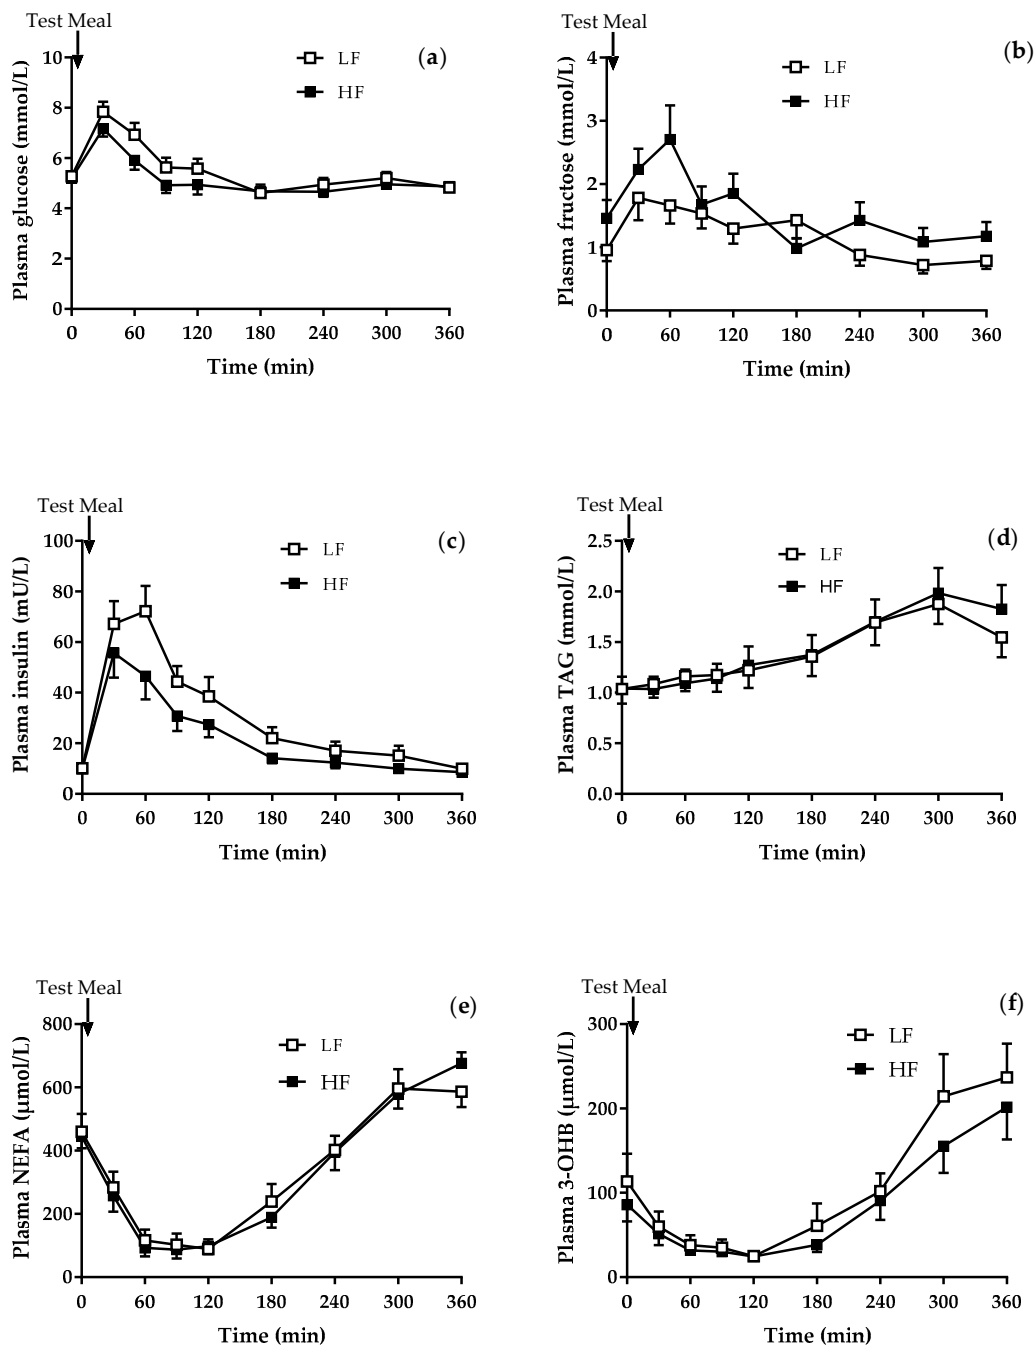 Test Meal
(a)
LF
HF
Plasma glucose (mmol/L)
10
8
6
4
2
0
0 60 120 180 240 300 360
Time (min)
Test Meal
(b)
LF
HF
Plasma fructose (mmol/L)
4
3
2
1
0
0 60 120 180 240 300 360
Time (min)
Test Meal
(c)
LF
HF
Plasma insulin (mU/L)
100
80
60
40
20
0
0 60 120 180 240 300 360
Time (min)
Test Meal
(d)
LF
HF
Plasma TAG (mmol/L)
2.5
2.0
1.5
1.0
0.5
0.0
0 60 120 180 240 300 360
Time (min)
Test Meal
(e)
LF
HF
Plasma NEFA (µmol/L)
800
600
400
200
0
0 60 120 180 240 300 360
Time (min)
Test Meal
(f)
LF
HF
Plasma 3-OHB (µmol/L)
300
200
100
0
0 60 120 180 240 300 360
Time (min)